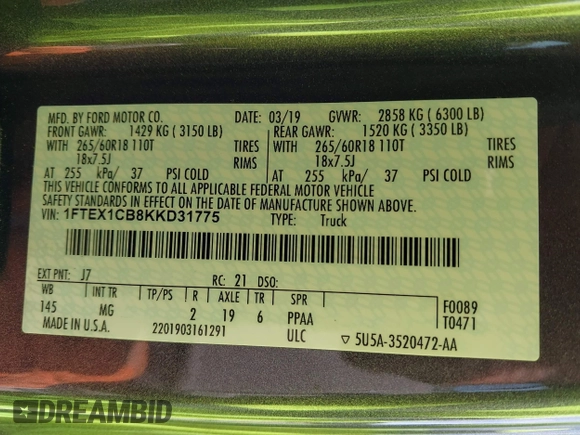 MFD. BY FORD MOTOR CO. DATE: 03/19 GVWR: 2858 KG ( 6300 LB)
FRONT GAWR: 1429 KG ( 3150 LB) REAR GAWR: 1520 KG ( 3350 LB)
WITH 265/60R18 110T TIRES WITH 265/60R18 110T TIRES
18x7.5J RIMS 18x7.5J RIMS
AT 255 kPa/ 37 PSI COLD AT 255 kPa/ 37 PSI COLD
THIS VEHICLE CONFORMS TO ALL APPLICABLE FEDERAL MOTOR VEHICLE
SAFETY STANDARDS IN EFFECT ON THE DATE OF MANUFACTURE SHOWN ABOVE.
VIN: 1FTEX1CB8KKD31775 TYPE: Truck
EXT PNT: J7 RC: 21 DSO:
WB INT TR TP/PS R AXLE TR SPR F0089
145 MG 2 19 6 PPAA T0471
MADE IN U.S.A. 2201903161291 ULC ▽ 5U5A-3520472-AA
DREAMBID